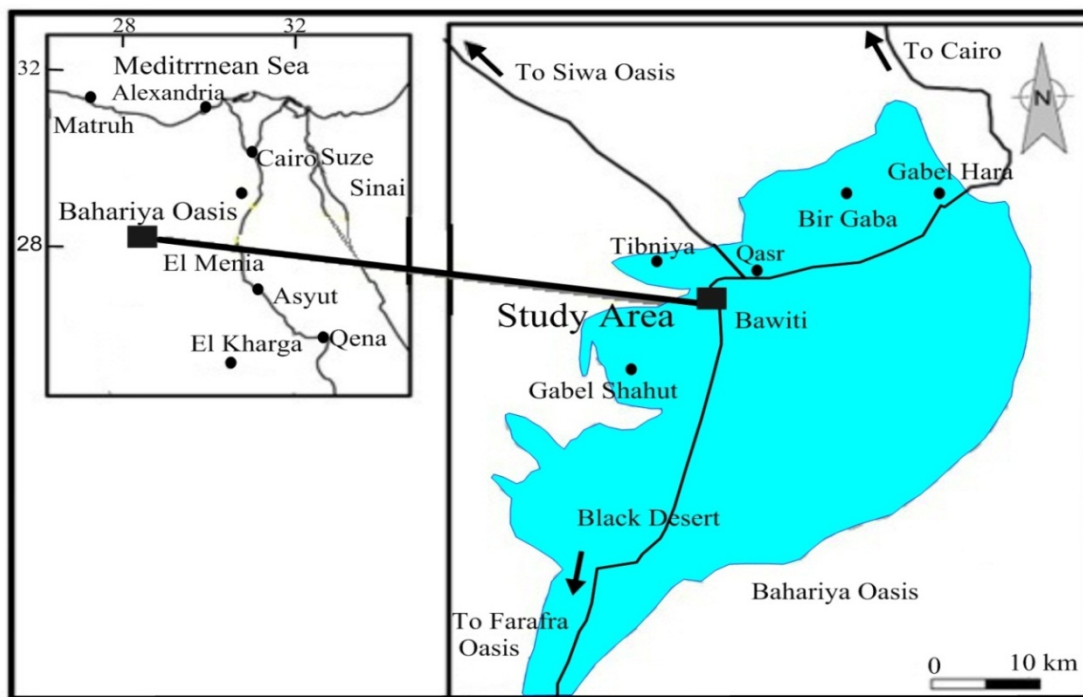 28 32
32
Meditrrnean Sea
Alexandria
Matruh
Cairo Suze
Sinai
Bahariya Oasis
28
El Menia
Asyut
El Kharga
Qena
To Siwa Oasis
To Cairo
N
Gabel Hara
Bir Gaba
Tibniya
Qasr
Study Area
Bawiti
Gabel Shahut
Black Desert
Bahariya Oasis
To Farafra
Oasis
0 10 km